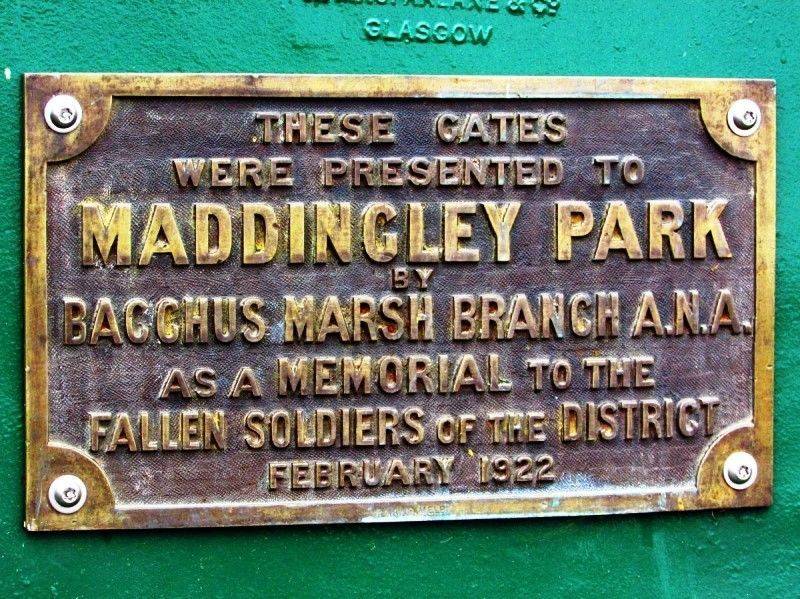 GLASGOW
THESE GATES
WERE PRESENTED TO
MADDINGLEY PARK
BY
BACCHUS MARSH BRANCH A.N.A.
AS A MEMORIAL TO THE
FALLEN SOLDIERS OF THE DISTRICT
FEBRUARY 1922